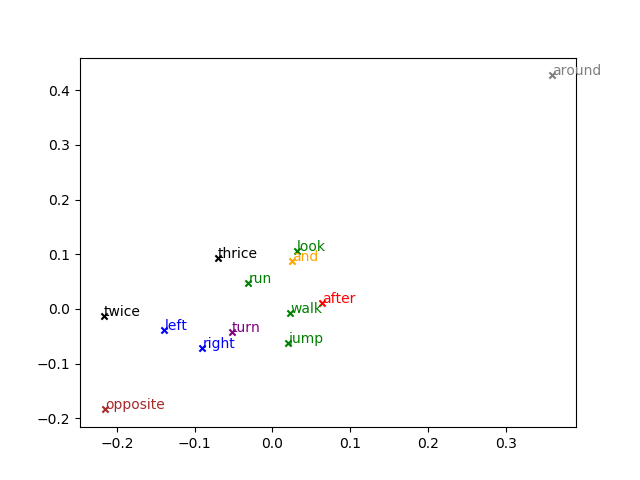 around
0.4
0.3
0.2
look
thrice
and
0.1
run
after
twice
walk
0.0
left
turn
right
jump
−0.1
opposite
−0.2
−0.2 −0.1 0.0 0.1 0.2 0.3